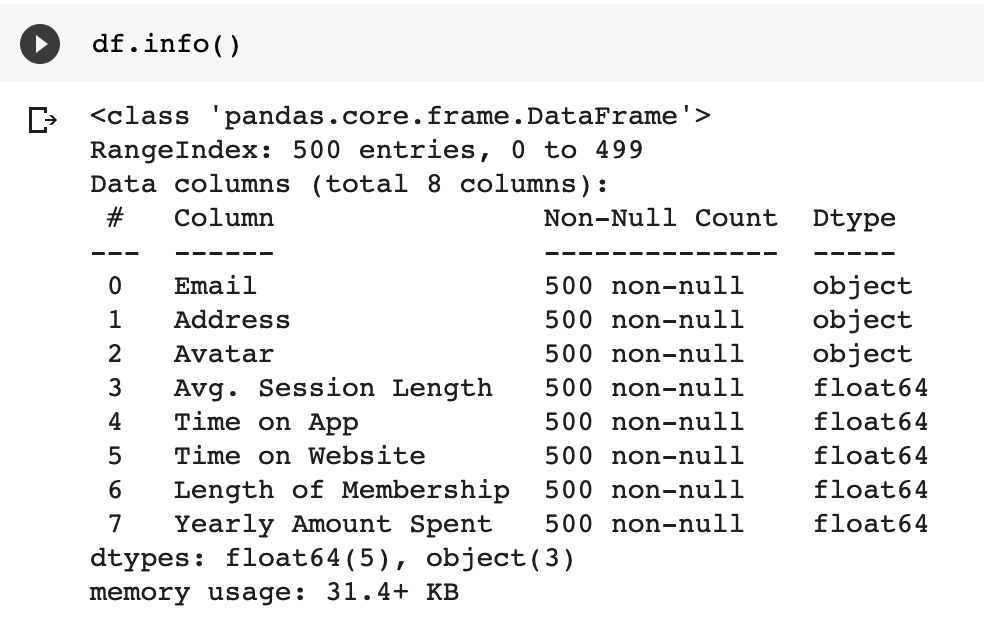 df.info()
<class 'pandas.core.frame.DataFrame'>
RangeIndex: 500 entries, 0 to 499
Data columns (total 8 columns):
 #   Column                Non-Null Count  Dtype
---  ------                --------------  -----
 0   Email                 500 non-null    object
 1   Address               500 non-null    object
 2   Avatar                500 non-null    object
 3   Avg. Session Length   500 non-null    float64
 4   Time on App           500 non-null    float64
 5   Time on Website       500 non-null    float64
 6   Length of Membership  500 non-null    float64
 7   Yearly Amount Spent   500 non-null    float64
dtypes: float64(5), object(3)
memory usage: 31.4+ KB